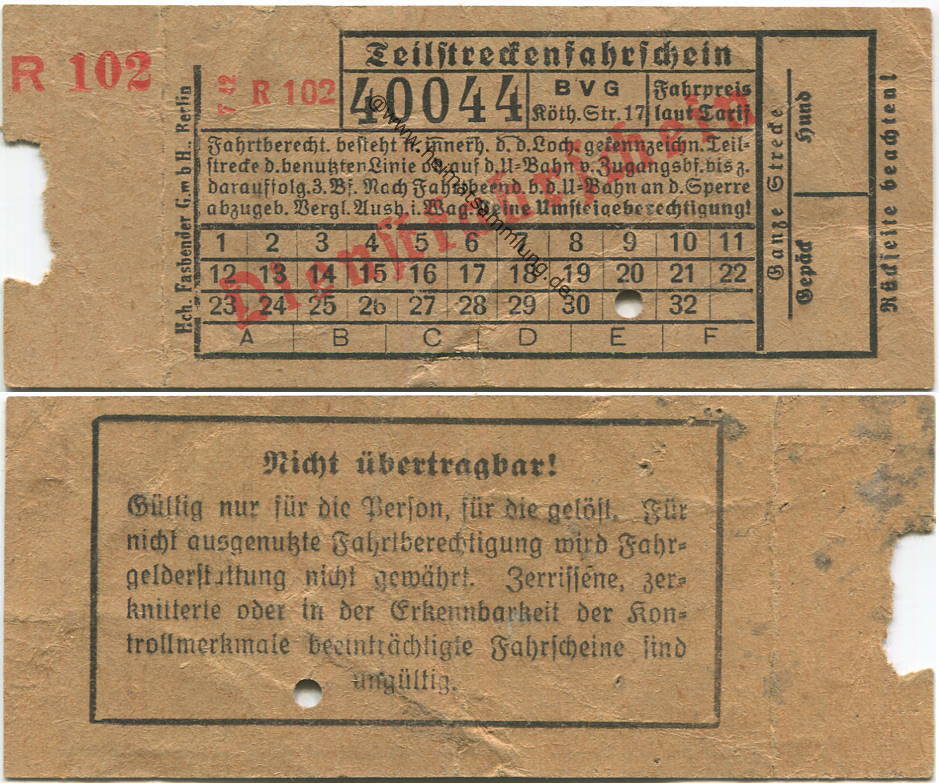 R 102
T 42
R 102
Teilstreckenfahrschein
40044
BVG
Köth. Str. 17
Fahrpreis
laut Tarif
Fahrtberecht. besteht n. innerh. d. d. Loch. gekennzeichn. Teil=
strecke d. benutzten Linie od. auf d. U=Bahn v. Zugangsbf. bis z.
darauffolg. 3. Bf. Nach Fahrtbeend. b. d. U=Bahn an d. Sperre
abzugeb. Vergl. Aush. i. Wag. Keine Umsteigeberechtigung!
1 2 3 4 5 6 7 8 9 10 11
12 13 14 15 16 17 18 19 20 21 22
23 24 25 26 27 28 29 30 32
A B C D E F
Dienstfahrschein
Ganze Strecke
Hund
Gepäck
Rückseite beachten!
Hch. Fasbender G.mbH., Berlin
@www.heimatsammlung.de
Nicht übertragbar!
Gültig nur für die Person, für die gelöst. Für
nicht ausgenutzte Fahrtberechtigung wird Fahr=
gelderstattung nicht gewährt. Zerrissene, zer=
knitterte oder in der Erkennbarkeit der Kon=
trollmerkmale beeinträchtigte Fahrscheine sind
ungültig.